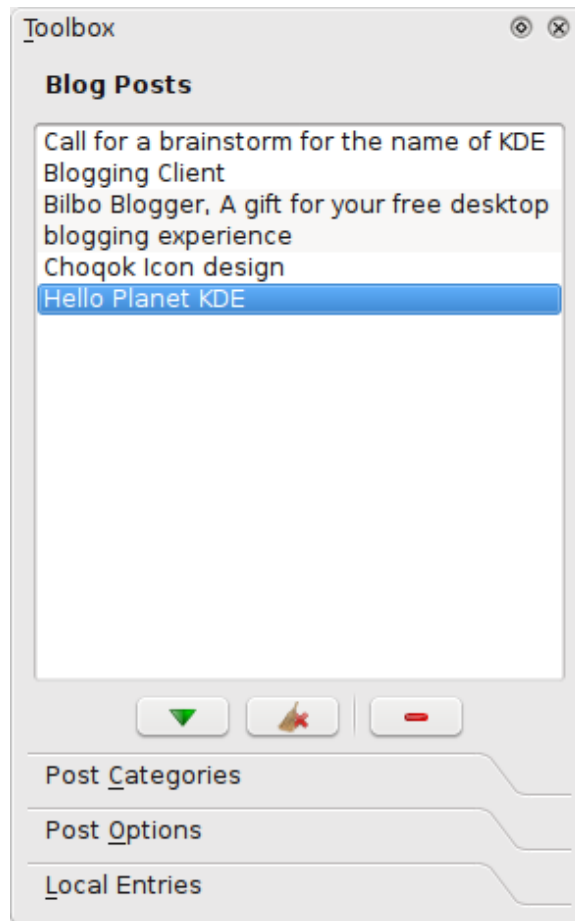 Toolbox
Blog Posts
Call for a brainstorm for the name of KDE
Blogging Client
Bilbo Blogger, A gift for your free desktop
blogging experience
Choqok Icon design
Hello Planet KDE
Post Categories
Post Options
Local Entries